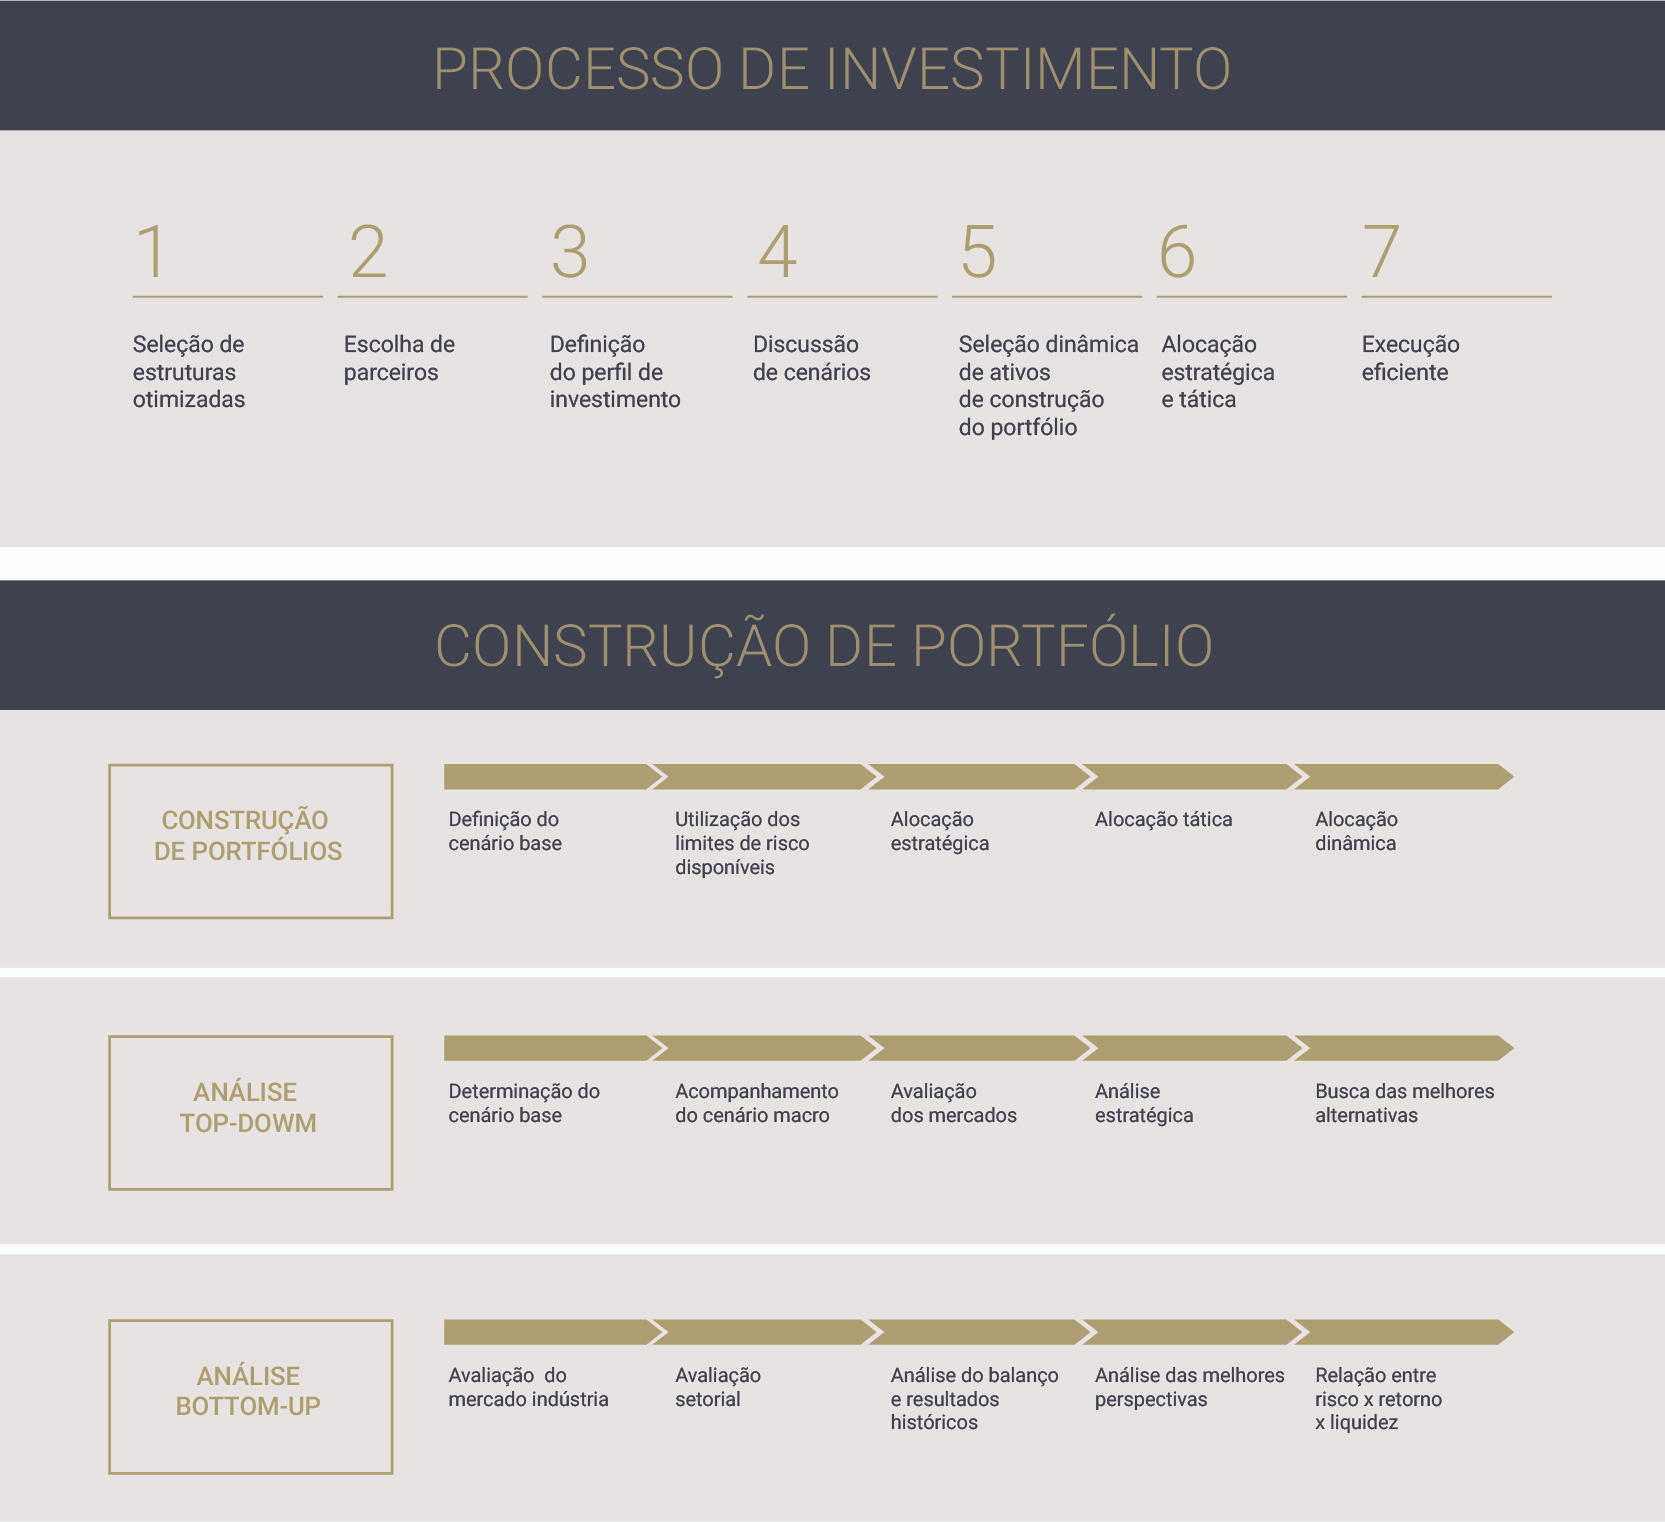 PROCESSO DE INVESTIMENTO
1
Seleção de
estruturas
otimizadas
2
Escolha de
parceiros
3
Definição
do perfil de
investimento
4
Discussão
de cenários
5
Seleção dinâmica
de ativos
de construção
do portfólio
6
Alocação
estratégica
e tática
7
Execução
eficiente
CONSTRUÇÃO DE PORTFÓLIO
CONSTRUÇÃO
DE PORTFÓLIOS
Definição do
cenário base
Utilização dos
limites de risco
disponíveis
Alocação
estratégica
Alocação tática
Alocação
dinâmica
ANÁLISE
TOP-DOWM
Determinação do
cenário base
Acompanhamento
do cenário macro
Avaliação
dos mercados
Análise
estratégica
Busca das melhores
alternativas
ANÁLISE
BOTTOM-UP
Avaliação  do
mercado indústria
Avaliação
setorial
Análise do balanço
e resultados
históricos
Análise das melhores
perspectivas
Relação entre
risco x retorno
x liquidez